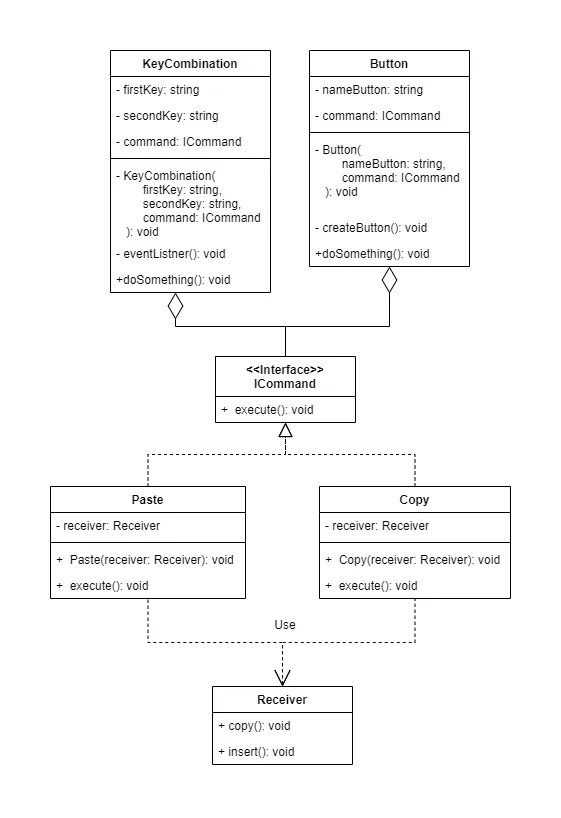 KeyCombination
- firstKey: string
- secondKey: string
- command: ICommand
- KeyCombination(
firstKey: string,
secondKey: string,
command: ICommand
): void
- eventListner(): void
+doSomething(): void
Button
- nameButton: string
- command: ICommand
- Button(
nameButton: string,
command: ICommand
): void
- createButton(): void
+doSomething(): void
<<Interface>>
ICommand
+ execute(): void
Paste
- receiver: Receiver
+ Paste(receiver: Receiver): void
+ execute(): void
Copy
- receiver: Receiver
+ Copy(receiver: Receiver): void
+ execute(): void
Use
Receiver
+ copy(): void
+ insert(): void